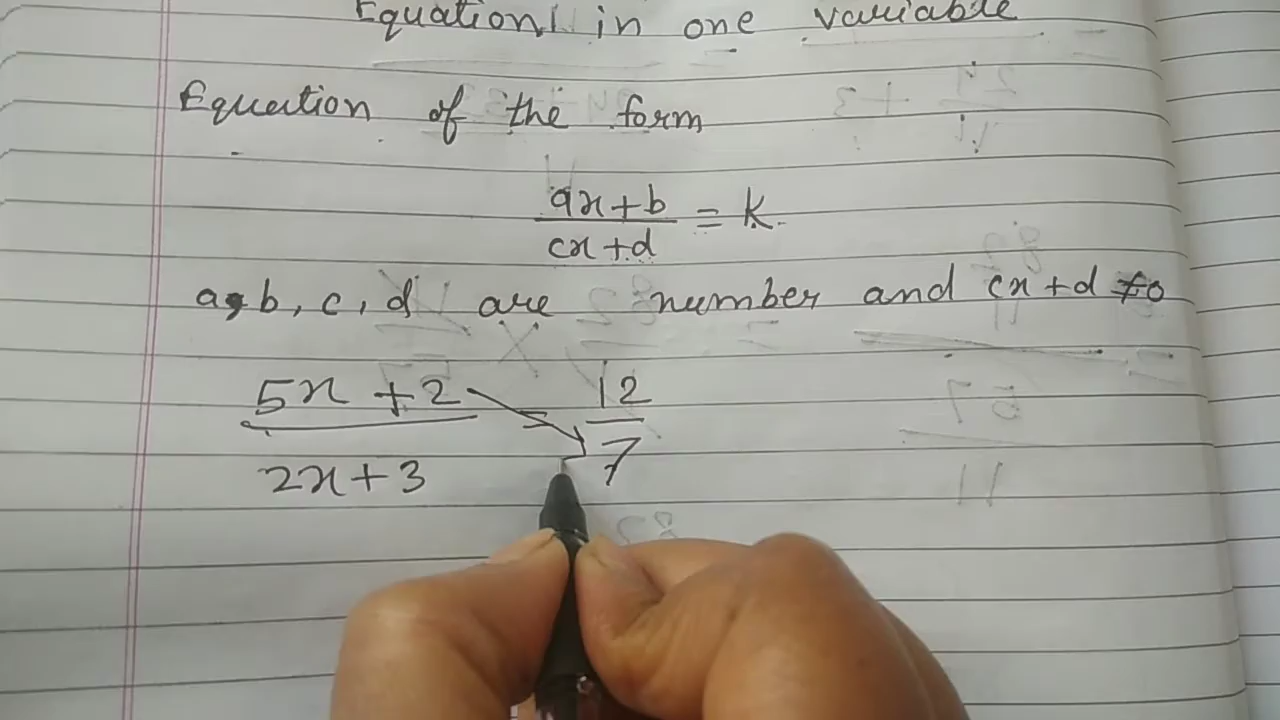 Equation in one variable
Equation of the form
ax+b
cx+d
= k.
a, b, c, d are number and cx+d ≠ 0
5x + 2 = 12
2x+3 7